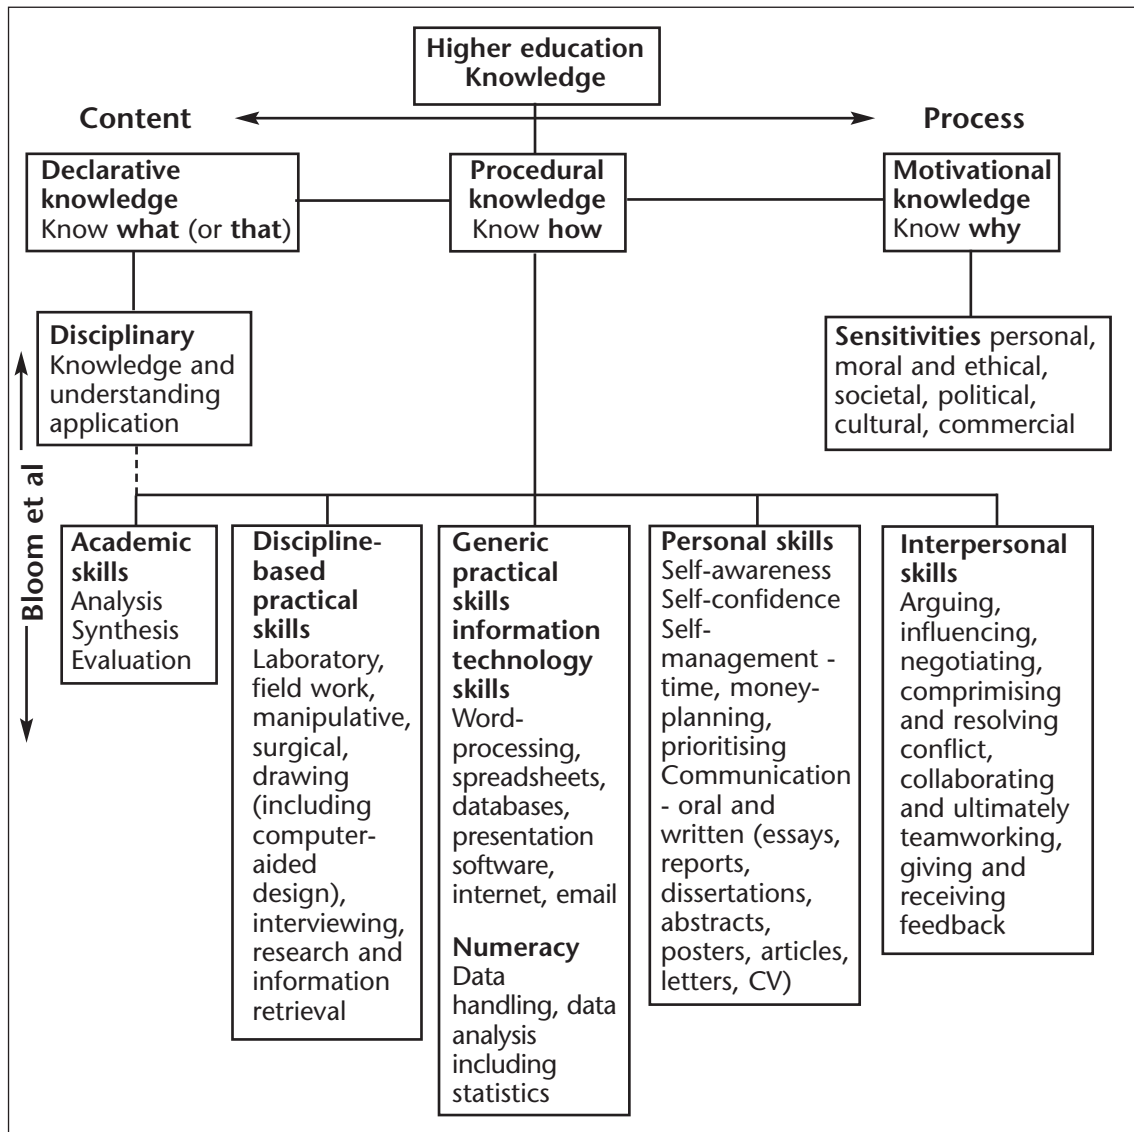 Higher education
Knowledge
Content
Process
Declarative
knowledge
Know what (or that)
Procedural
knowledge
Know how
Motivational
knowledge
Know why
Disciplinary
Knowledge and
understanding
application
Sensitivities personal,
moral and ethical,
societal, political,
cultural, commercial
Bloom et al
Academic
skills
Analysis
Synthesis
Evaluation
Discipline-
based
practical
skills
Laboratory,
field work,
manipulative,
surgical,
drawing
(including
computer-
aided
design),
interviewing,
research and
information
retrieval
Generic
practical
skills
information
technology
skills
Word-
processing,
spreadsheets,
databases,
presentation
software,
internet, email
Numeracy
Data
handling, data
analysis
including
statistics
Personal skills
Self-awareness
Self-confidence
Self-
management -
time, money-
planning,
prioritising
Communication
- oral and
written (essays,
reports,
dissertations,
abstracts,
posters, articles,
letters, CV)
Interpersonal
skills
Arguing,
influencing,
negotiating,
comprimising
and resolving
conflict,
collaborating
and ultimately
teamworking,
giving and
receiving
feedback